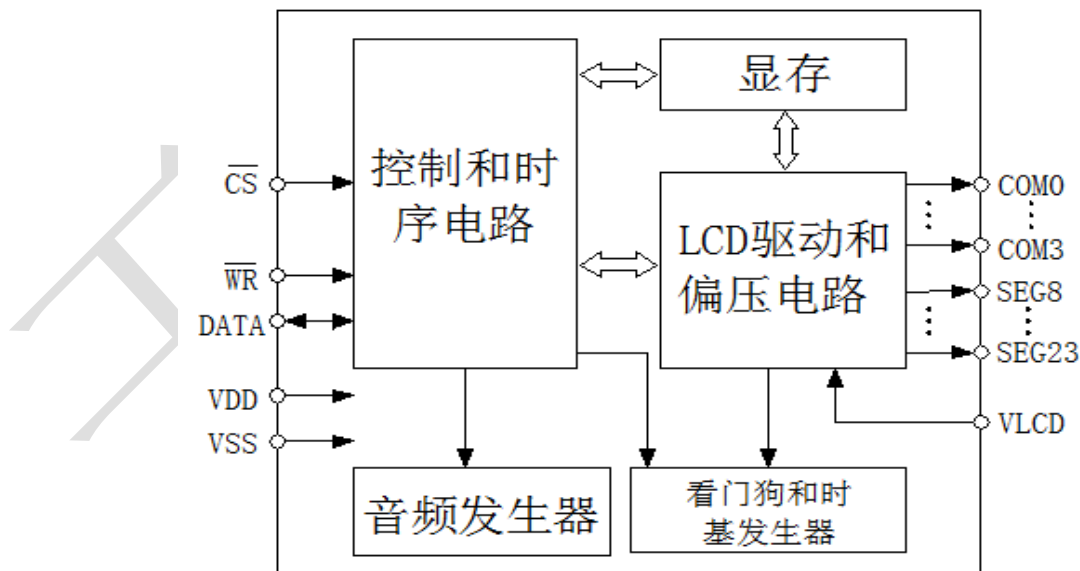 显存
控制和时
序电路
CS
WR
DATA
VDD
VSS
LCD驱动和
偏压电路
COM0
COM3
SEG8
SEG23
VLCD
音频发生器
看门狗和时
基发生器